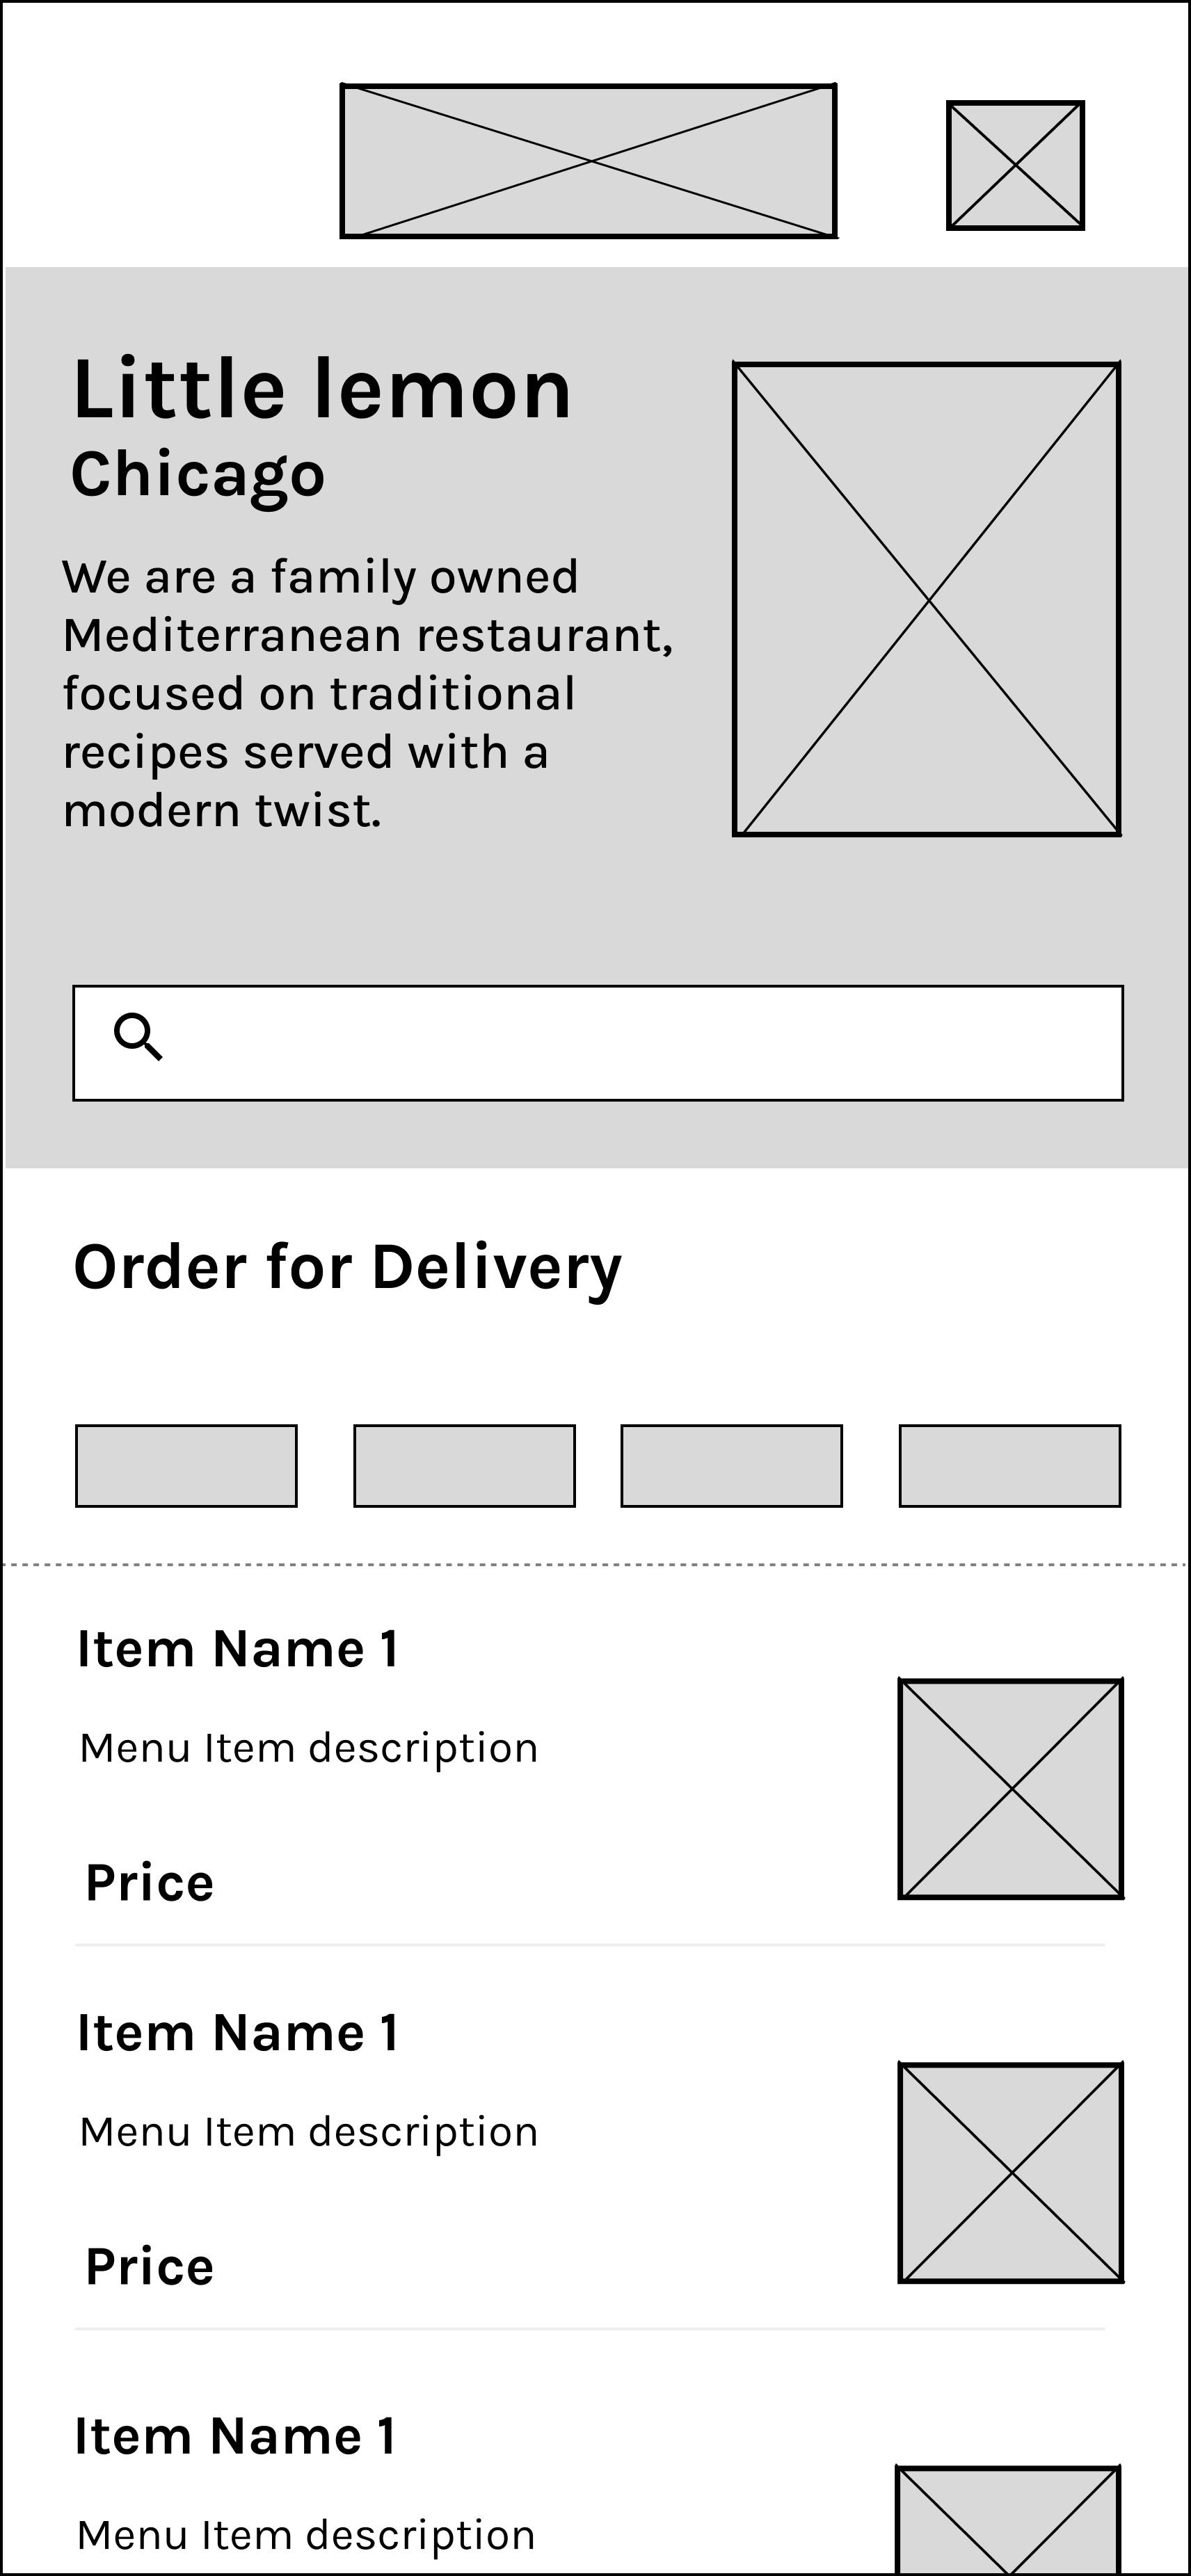 Little lemon
Chicago
We are a family owned
Mediterranean restaurant,
focused on traditional
recipes served with a
modern twist.
Order for Delivery
Item Name 1
Menu Item description
Price
Item Name 1
Menu Item description
Price
Item Name 1
Menu Item description